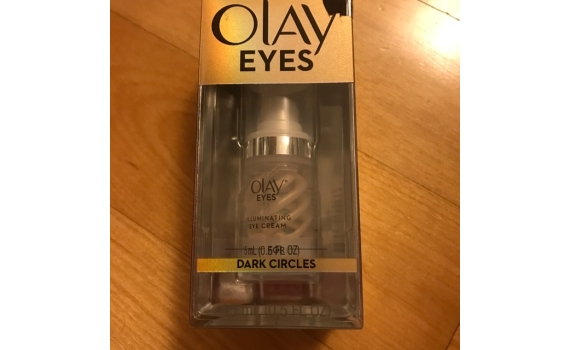 OLAY
EYES
OLAY
EYES
ILLUMINATING
EYE CREAM
DARK CIRCLES